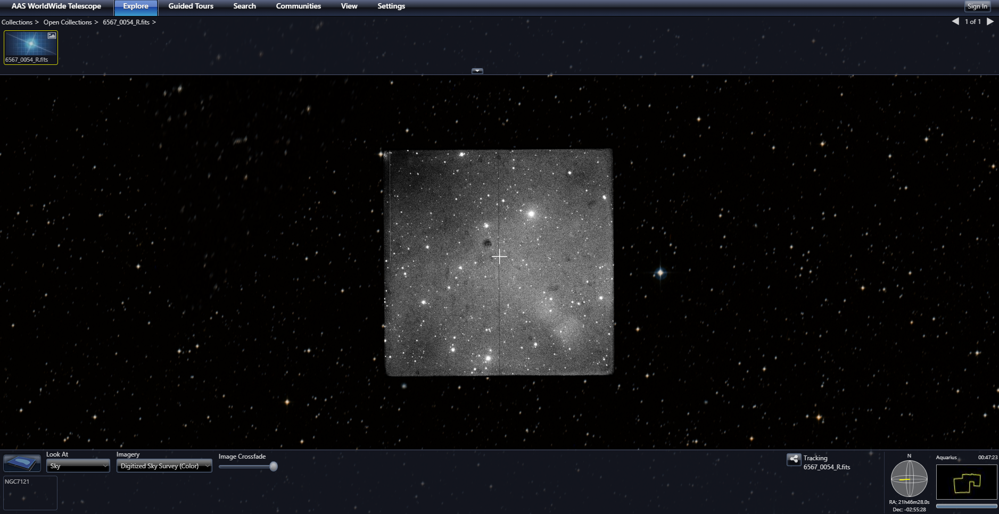 AAS WorldWide Telescope Explore Guided Tours Search Communities View Settings Sign In
Collections > Open Collections > 6567_0054_R.fits > 1 of 1
6567_0054_R.fits
Look At
Sky
Imagery
Digitized Sky Survey (Color)
Image Crossfade
Tracking
6567_0054_R.fits
N
RA: 21h46m28.0s
Dec: -02:55:28
Aquarius 00:47:23
NGC7121